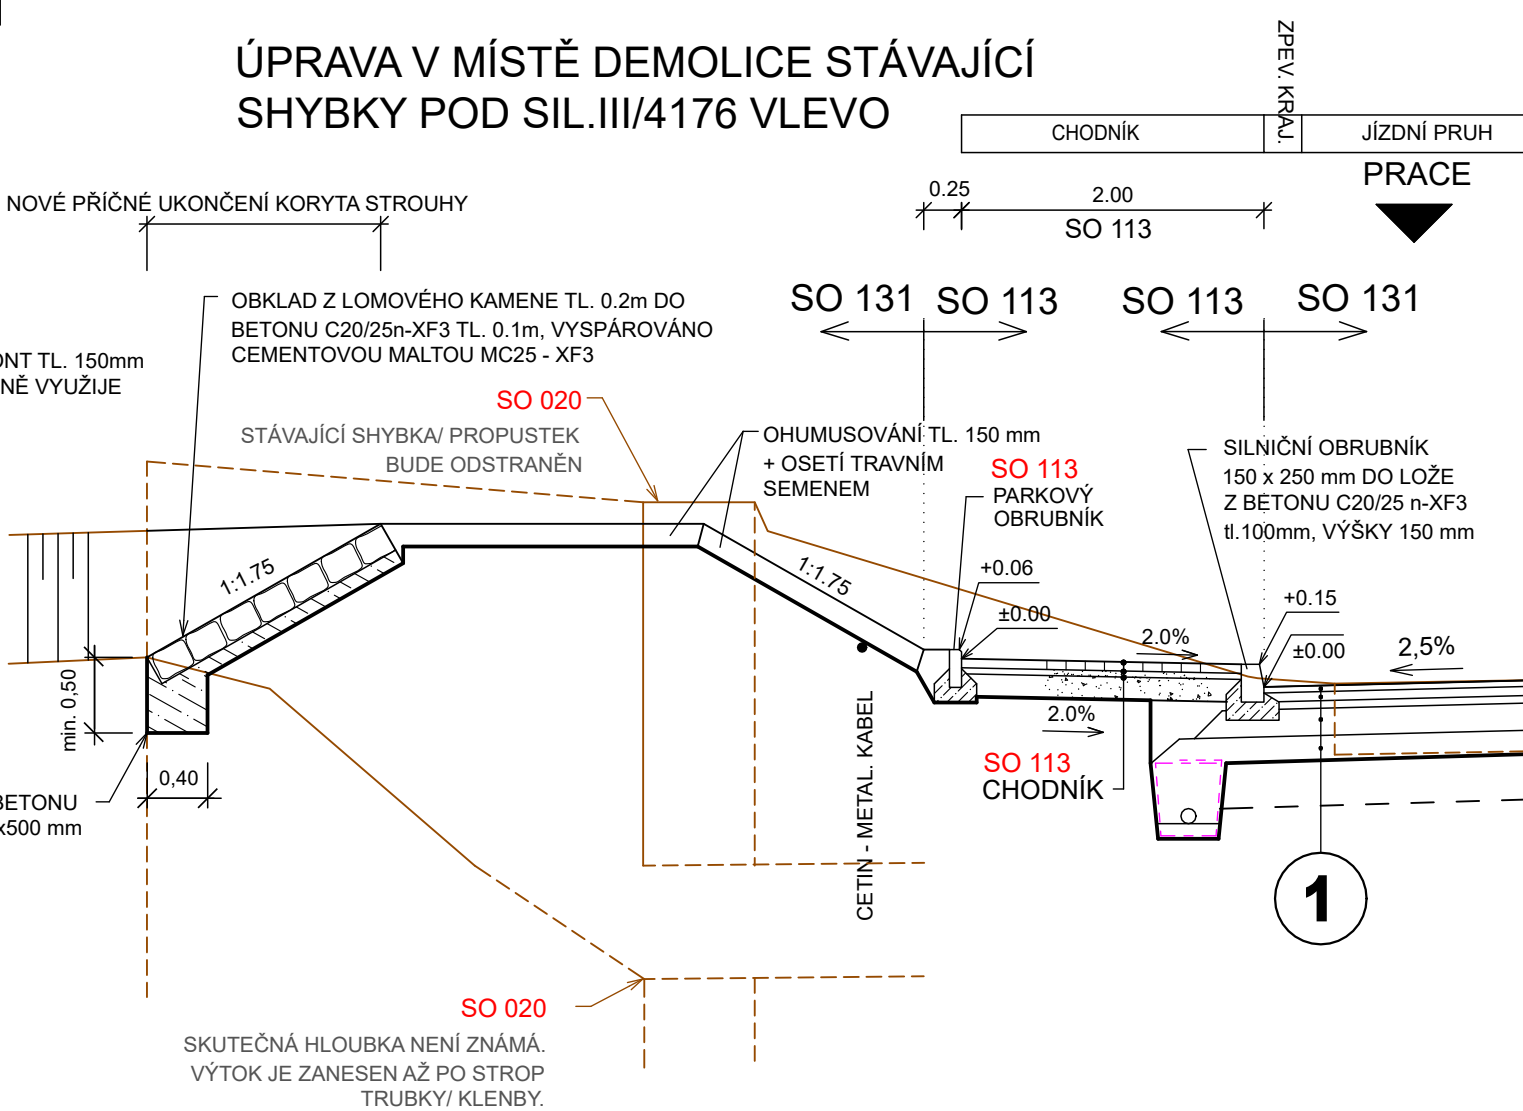 ÚPRAVA V MÍSTĚ DEMOLICE STÁVAJÍCÍ
SHYBKY POD SIL.III/4176 VLEVO
ZPEV. KRAJ.
CHODNÍK
JÍZDNÍ PRUH
PRACE
NOVÉ PŘÍČNÉ UKONČENÍ KORYTA STROUHY
0.25
2.00
SO 113
SO 131
SO 113
SO 113
SO 131
OBKLAD Z LOMOVÉHO KAMENE TL. 0.2m DO
BETONU C20/25n-XF3 TL. 0.1m, VYSPÁROVÁNO
CEMENTOVOU MALTOU MC25 - XF3
TL. 150mm
VYUŽIJE
SO 020
STÁVAJÍCÍ SHYBKA/ PROPUSTEK
BUDE ODSTRANĚN
OHUMUSOVÁNÍ TL. 150 mm
+ OSETÍ TRAVNÍM
SEMENEM
SO 113
PARKOVÝ
OBRUBNÍK
SILNIČNÍ OBRUBNÍK
150 x 250 mm DO LOŽE
Z BETONU C20/25 n-XF3
tl.100mm, VÝŠKY 150 mm
1:1.75
1:1.75
+0.06
±0.00
+0.15
±0.00
2.0%
2,5%
min. 0,50
0,40
2.0%
SO 113
CHODNÍK
BETONU
x500 mm
CETIN - METAL. KABEL
1
SO 020
SKUTEČNÁ HLOUBKA NENÍ ZNÁMÁ.
VÝTOK JE ZANESEN AŽ PO STROP
TRUBKY/ KLENBY.